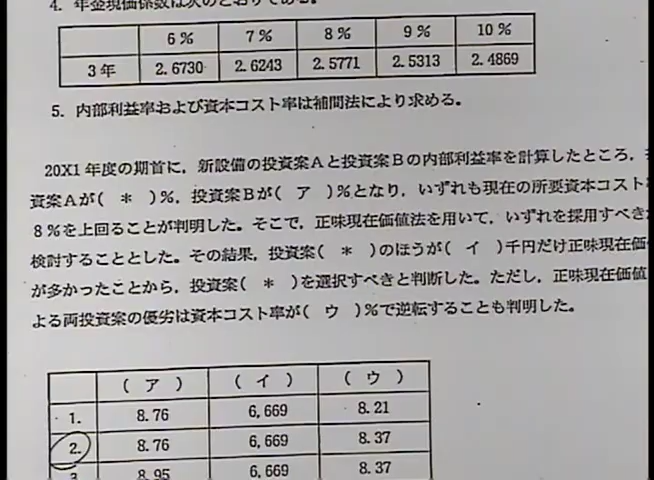 4. 年金現価係数は次のとおりである。
6% 7% 8% 9% 10%
3年 2.6730 2.6243 2.5771 2.5313 2.4869
5. 内部利益率および資本コスト率は補間法により求める。
20X1年度の期首に，新設備の投資案Aと投資案Bの内部利益率を計算したところ，
資案Aが( * )%，投資案Bが( ア )%となり，いずれも現在の所要資本コスト
8%を上回ることが判明した。そこで，正味現在価値法を用いて，いずれを採用すべき
検討することとした。その結果，投資案( * )のほうが( イ )千円だけ正味現在価
が多かったことから，投資案( * )を選択すべきと判断した。ただし，正味現在価値
よる両投資案の優劣は資本コスト率が( ウ )%で逆転することも判明した。
( ア ) ( イ ) ( ウ )
1. 8.76 6,669 8.21
2. 8.76 6,669 8.37
3. 8.95 6,669 8.37